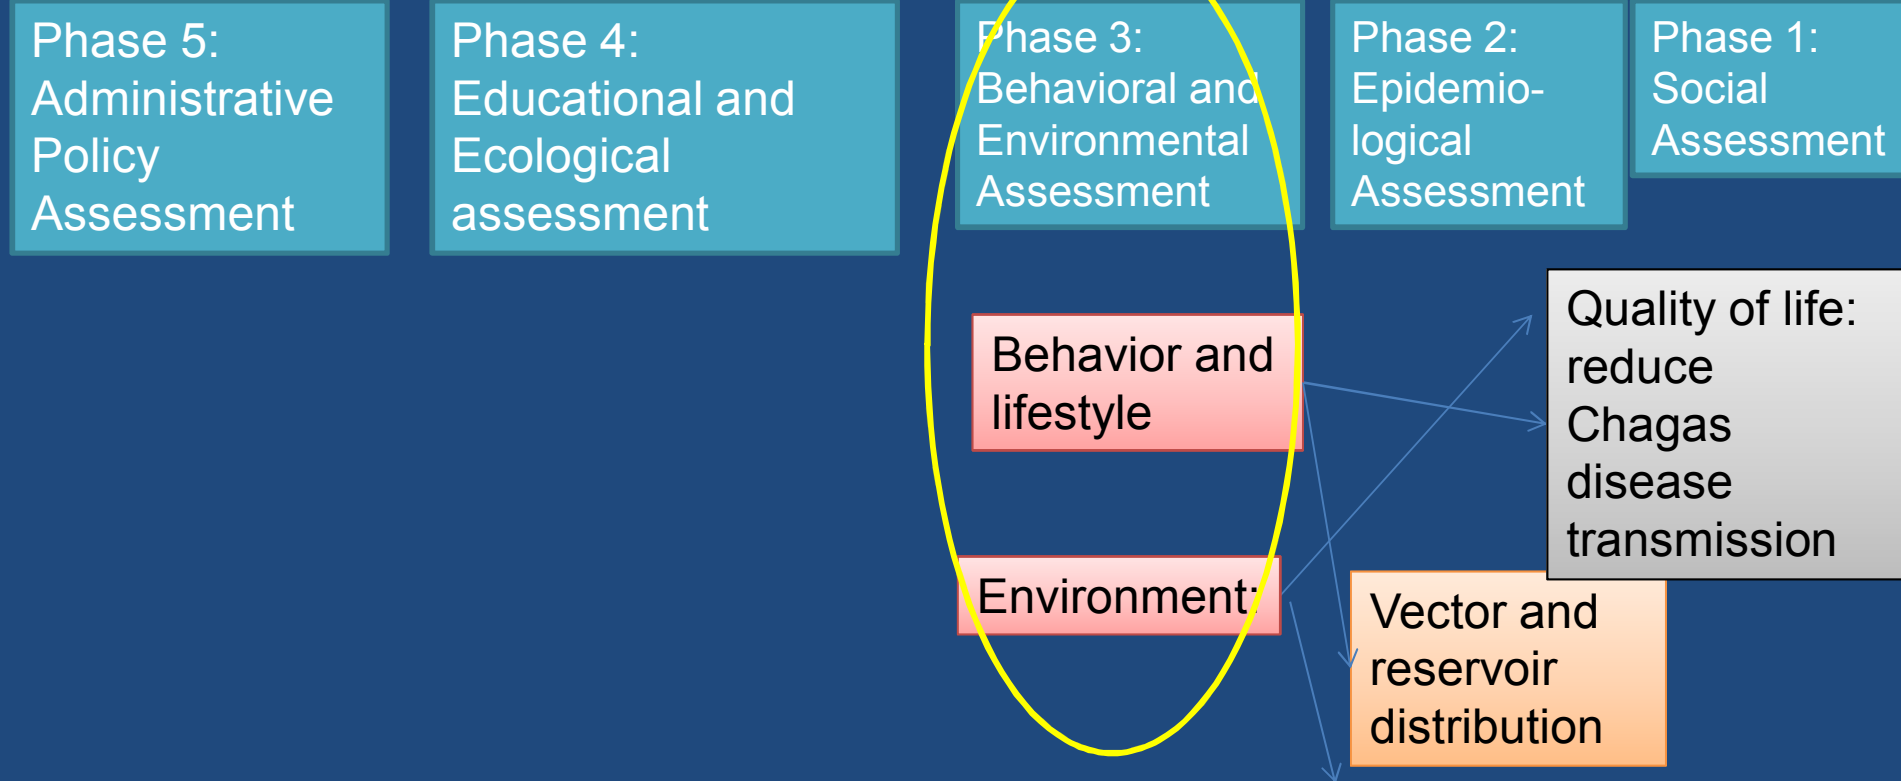 Phase 5:
Administrative
Policy
Assessment
Phase 4:
Educational and
Ecological
assessment
Phase 3:
Behavioral and
Environmental
Assessment
Phase 2:
Epidemio-
logical
Assessment
Phase 1:
Social
Assessment
Behavior and
lifestyle
Environment:
Quality of life:
reduce
Chagas
disease
transmission
Vector and
reservoir
distribution